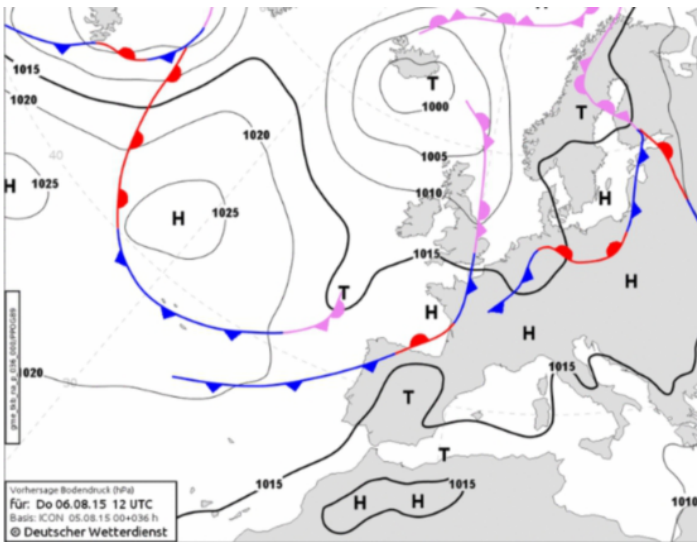 1015
1020
T
1000
1020
40
1005
T
H
1025
1025
1010
H
H
1015
T
H
H
H
1020
1015
T
T
1015
1015
H
H
1010
Vorhersage Bodendruck (hPa)
für: Do 06.08.15 12 UTC
Basis: ICON 05.08.15 00+036 h
© Deutscher Wetterdienst